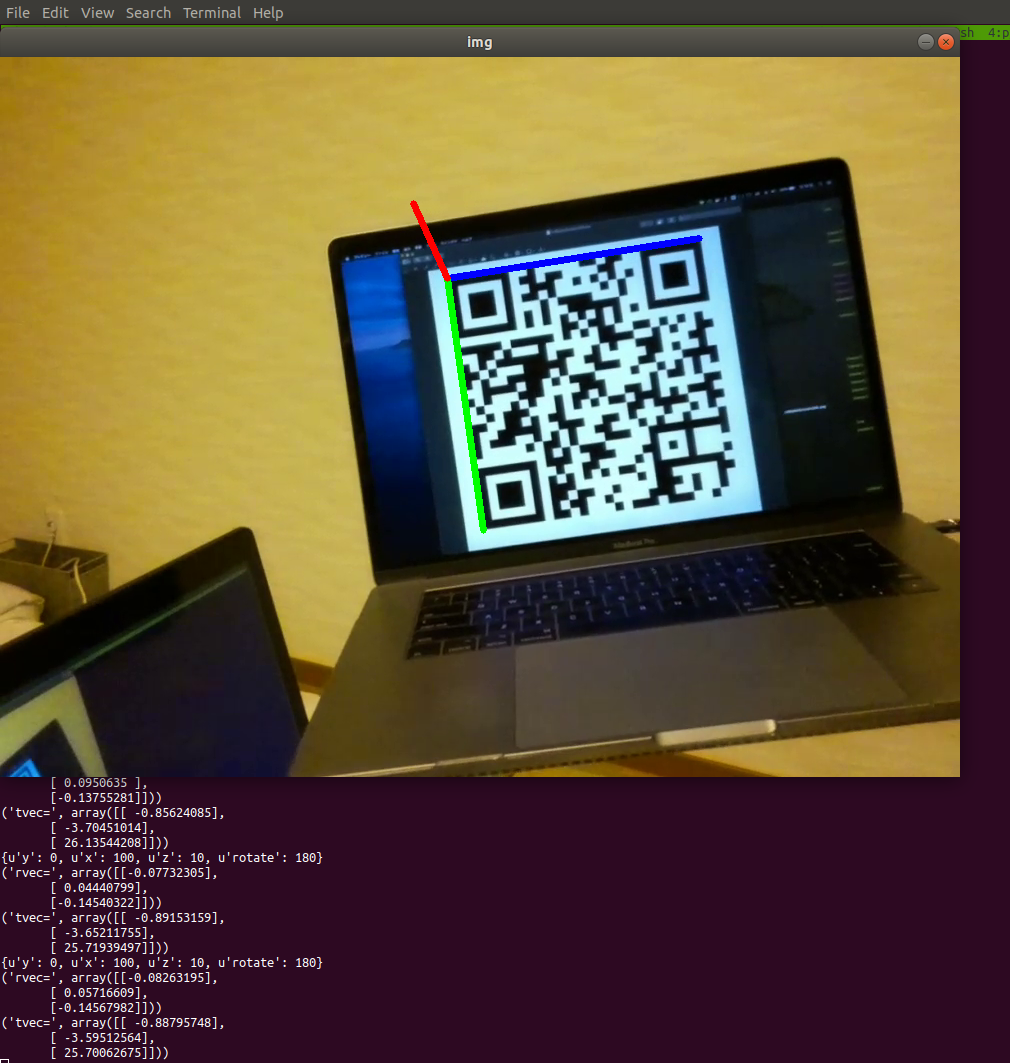 File Edit View Search Terminal Help
sh 4:p
img
[ 0.0950635 ],
[-0.13755281]]))
('tvec=', array([[ -0.85624085],
[ -3.70451014],
[ 26.13544208]]))
{u'y': 0, u'x': 100, u'z': 10, u'rotate': 180}
('rvec=', array([[-0.07732305],
[ 0.04440799],
[-0.14540322]]))
('tvec=', array([[ -0.89153159],
[ -3.65211755],
[ 25.71939497]]))
{u'y': 0, u'x': 100, u'z': 10, u'rotate': 180}
('rvec=', array([[-0.08263195],
[ 0.05716609],
[-0.14567982]]))
('tvec=', array([[ -0.88795748],
[ -3.59512564],
[ 25.70062675]]))